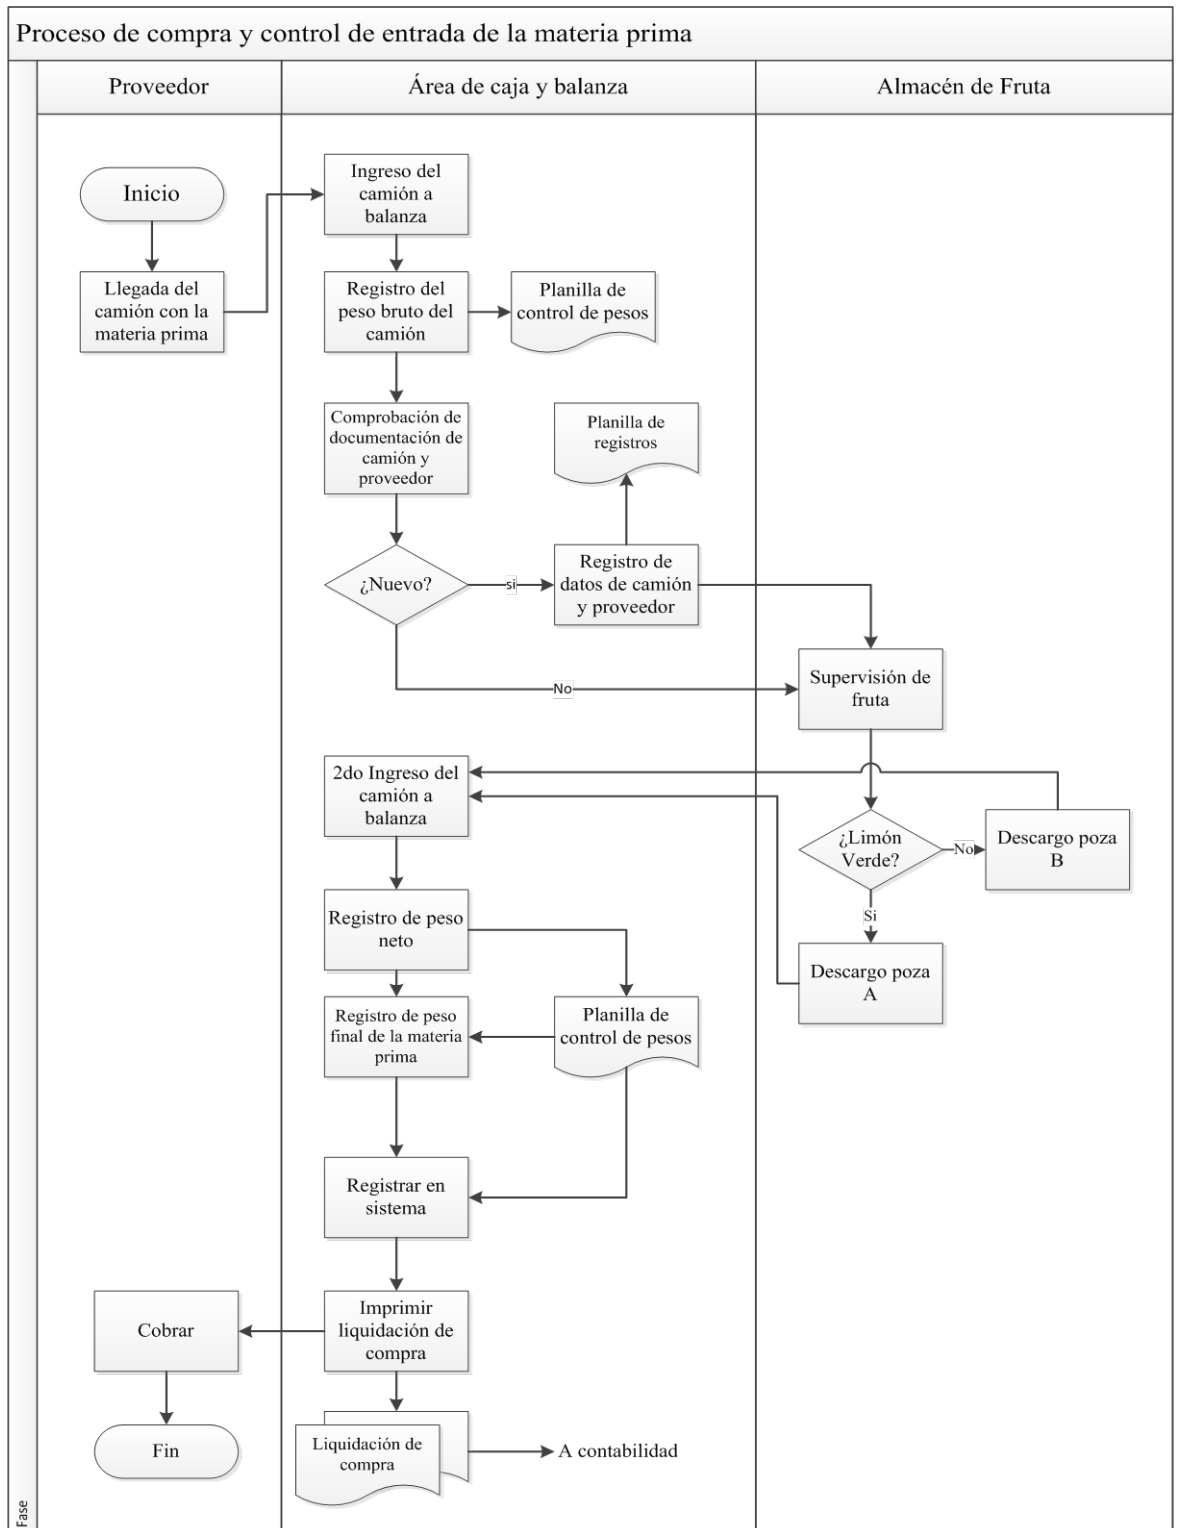 Proceso de compra y control de entrada de la materia prima
Proveedor
Área de caja y balanza
Almacén de Fruta
Inicio
Llegada del
camión con la
materia prima
Ingreso del
camión a
balanza
Registro del
peso bruto del
camión
Planilla de
control de pesos
Comprobación de
documentación de
camión y
proveedor
Planilla de
registros
¿Nuevo?
si
Registro de
datos de camión
y proveedor
No
Supervisión de
fruta
2do Ingreso del
camión a
balanza
¿Limón
Verde?
No
Descargo poza
B
Si
Descargo poza
A
Registro de peso
neto
Registro de peso
final de la materia
prima
Planilla de
control de pesos
Registrar en
sistema
Imprimir
liquidación de
compra
Cobrar
Fin
Liquidación de
compra
A contabilidad
Fase